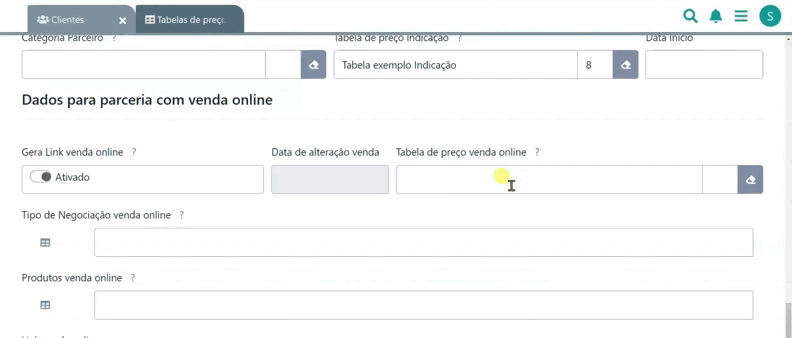 Clientes x Tabelas de preço S
Categoria Parceiro ? Tabela de preço Indicação ? Data Início
Tabela exemplo Indicação 8
Dados para parceria com venda online
Gera Link venda online ? Data de alteração venda Tabela de preço venda online ?
Ativado
Tipo de Negociação venda online ?
Produtos venda online ?